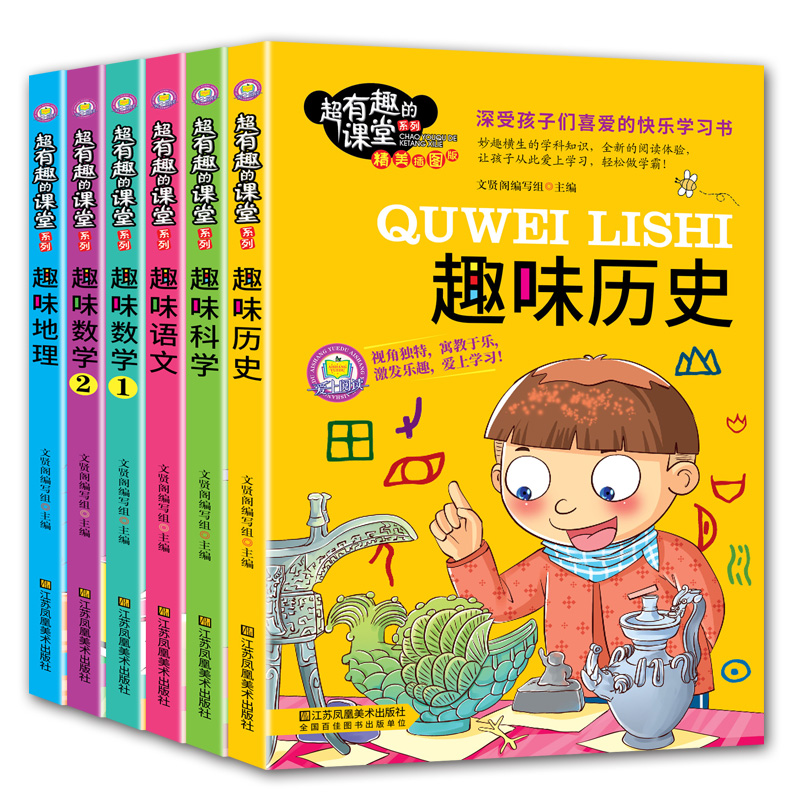 超有趣的
课堂
系列
CHAO YOUQU DE
KETANG XILIE
精美插图版
深受孩子们喜爱的快乐学习书
妙趣横生的学科知识，全新的阅读体验，
让孩子从此爱上学习，轻松做学霸！
文贤阁编写组 主编
QUWEI LISHI
趣味历史
爱上阅读
视角独特，寓教于乐，
激发乐趣，爱上学习！
江苏凤凰美术出版社
全国百佳图书出版单位
超有趣的课堂 系列 趣味地理 文贤阁编写组 主编 江苏凤凰美术出版社
超有趣的课堂 系列 趣味数学 2 文贤阁编写组 主编 江苏凤凰美术出版社
超有趣的课堂 系列 趣味数学 1 文贤阁编写组 主编 江苏凤凰美术出版社
超有趣的课堂 系列 趣味语文 文贤阁编写组 主编 江苏凤凰美术出版社
超有趣的课堂 系列 趣味科学 文贤阁编写组 主编 江苏凤凰美术出版社
超有趣的课堂 系列 趣味历史 文贤阁编写组 主编 江苏凤凰美术出版社